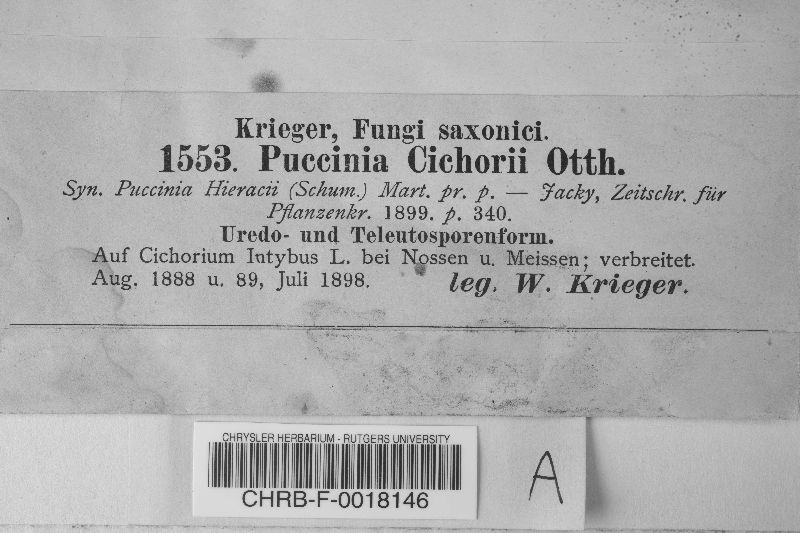 Krieger, Fungi saxonici.
1553. Puccinia Cichorii Otth.
Syn. Puccinia Hieracii (Schum.) Mart. pr. p. — Jacky, Zeitschr. für
Pflanzenkr. 1899. p. 340.
Uredo- und Teleutosporenform.
Auf Cichorium Intybus L. bei Nossen u. Meissen; verbreitet.
Aug. 1888 u. 89, Juli 1898. leg. W. Krieger.
CHRYSLER HERBARIUM - RUTGERS UNIVERSITY
CHRB-F-0018146
A